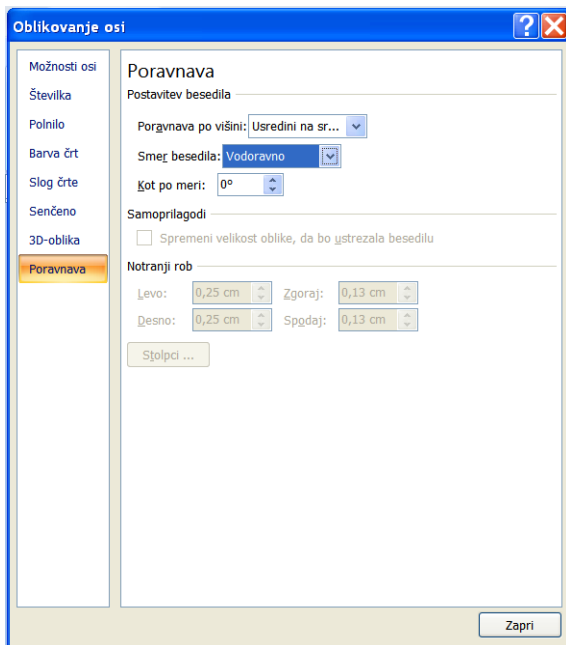 Oblikovanje osi
Možnosti osi
Številka
Polnilo
Barva črt
Slog črte
Senčeno
3D-oblika
Poravnava
Poravnava
Postavitev besedila
Poravnava po višini: Usredini na sr...
Smer besedila: Vodoravno
Kot po meri: 0°
Samoprilagodi
Spremeni velikost oblike, da bo ustrezala besedilu
Notranji rob
Levo: 0,25 cm Zgoraj: 0,13 cm
Desno: 0,25 cm Spodaj: 0,13 cm
Stolpci ...
Zapri